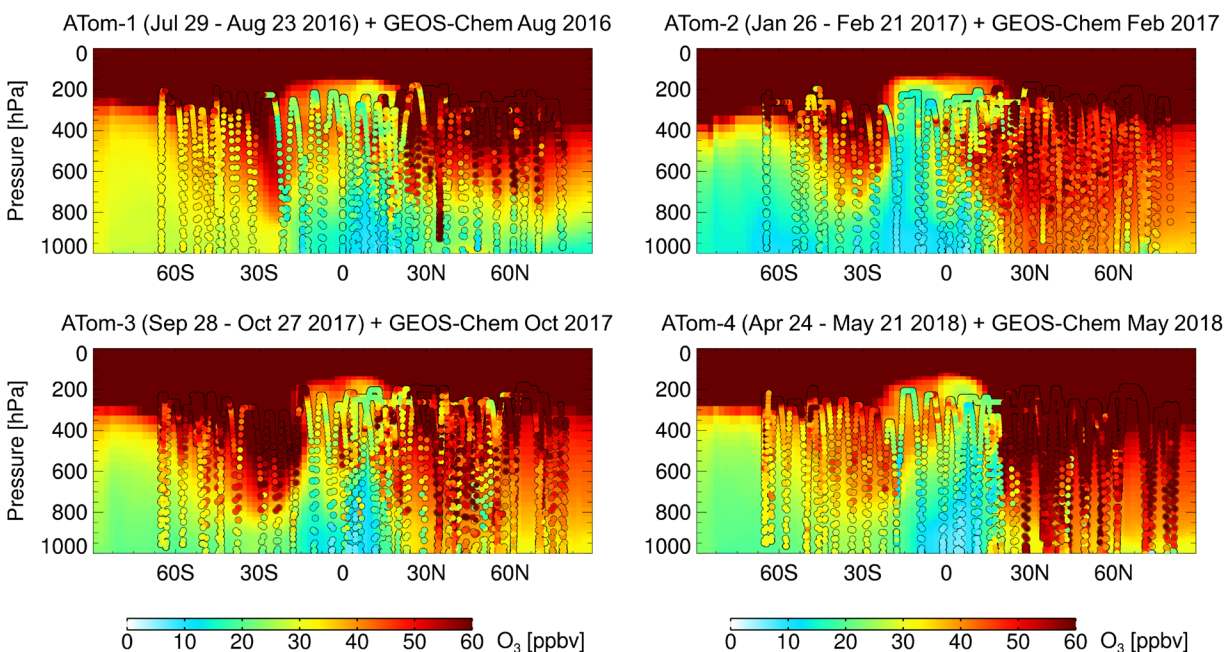 ATom-1 (Jul 29 - Aug 23 2016) + GEOS-Chem Aug 2016
ATom-2 (Jan 26 - Feb 21 2017) + GEOS-Chem Feb 2017
Pressure [hPa]
0
200
400
600
800
1000
60S 30S 0 30N 60N
0
200
400
600
800
1000
60S 30S 0 30N 60N
ATom-3 (Sep 28 - Oct 27 2017) + GEOS-Chem Oct 2017
ATom-4 (Apr 24 - May 21 2018) + GEOS-Chem May 2018
Pressure [hPa]
0
200
400
600
800
1000
60S 30S 0 30N 60N
0
200
400
600
800
1000
60S 30S 0 30N 60N
0 10 20 30 40 50 60 O₃ [ppbv]
0 10 20 30 40 50 60 O₃ [ppbv]